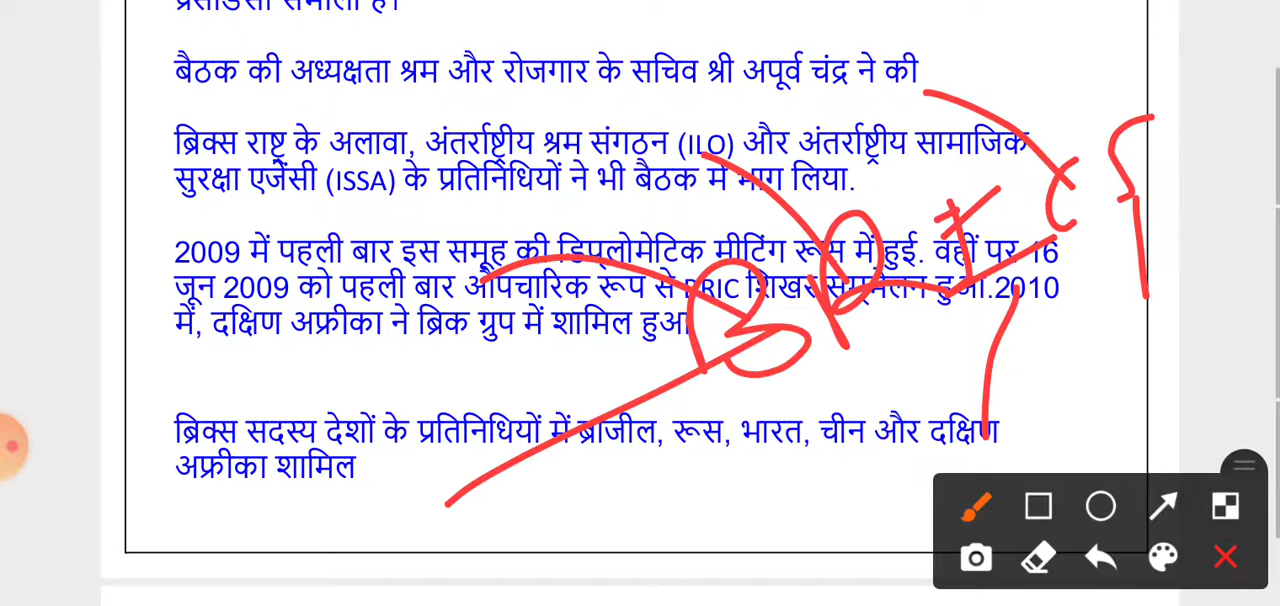 बैठक की अध्यक्षता श्रम और रोजगार के सचिव श्री अपूर्व चंद्र ने की
ब्रिक्स राष्ट्र के अलावा, अंतर्राष्ट्रीय श्रम संगठन (ILO) और अंतर्राष्ट्रीय सामाजिक
सुरक्षा एजेंसी (ISSA) के प्रतिनिधियों ने भी बैठक में भाग लिया.
2009 में पहली बार इस समूह की डिप्लोमेटिक मीटिंग रूस में हुई. वहीं पर 16
जून 2009 को पहली बार औपचारिक रूप से BRIC शिखर सम्मेलन हुआ.2010
में, दक्षिण अफ्रीका ने ब्रिक ग्रुप में शामिल हुआ
ब्रिक्स सदस्य देशों के प्रतिनिधियों में ब्राजील, रूस, भारत, चीन और दक्षिण
अफ्रीका शामिल